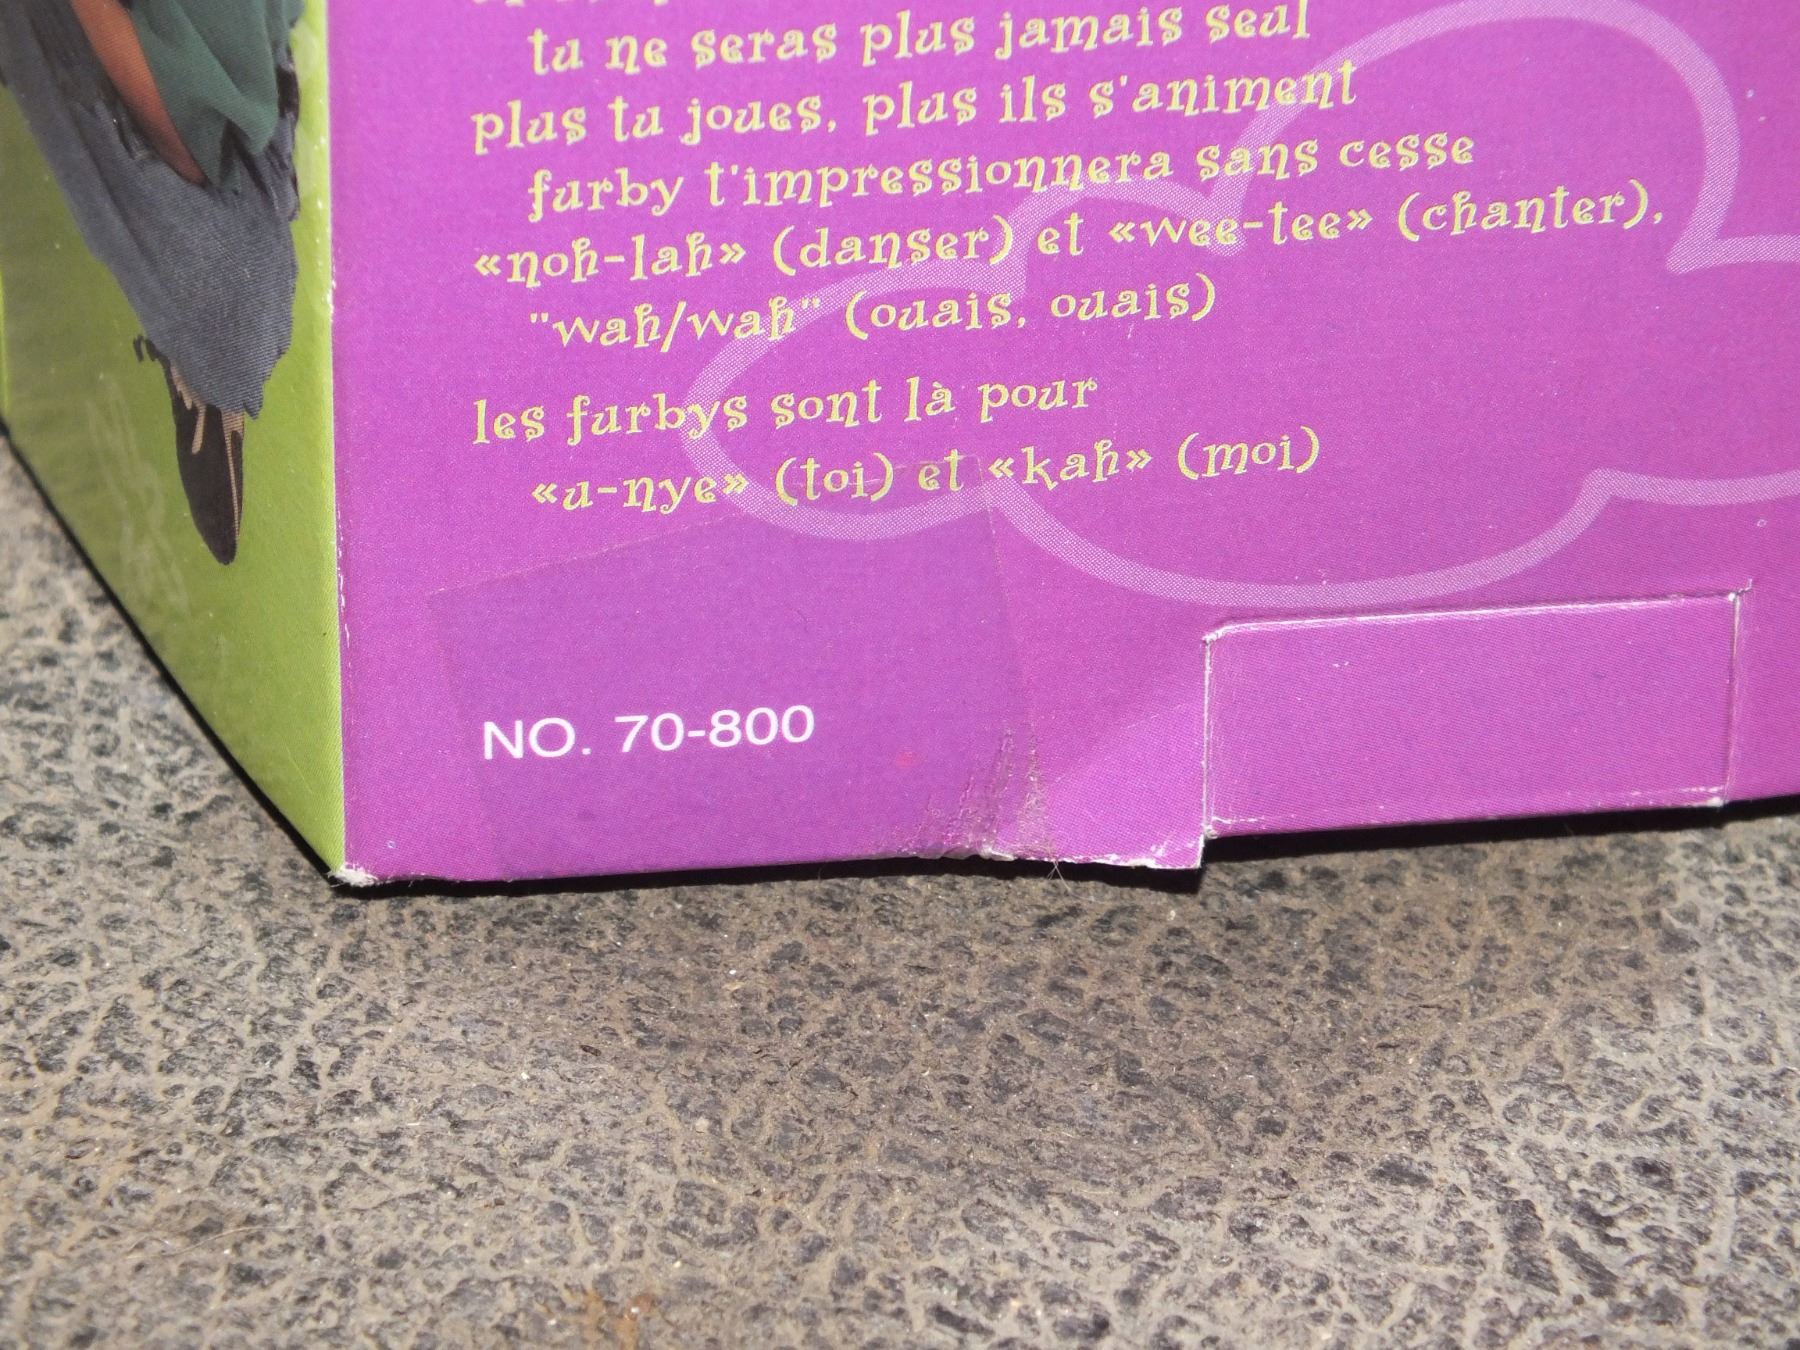 tu ne seras plus jamais seul
plus tu joues, plus ils s'animent
furby t'impressionnera sans cesse
«noh-lah» (danser) et «wee-tee» (chanter),
"wah/wah" (ouais, ouais)
les furbys sont là pour
«u-nye» (toi) et «kah» (moi)
NO. 70-800